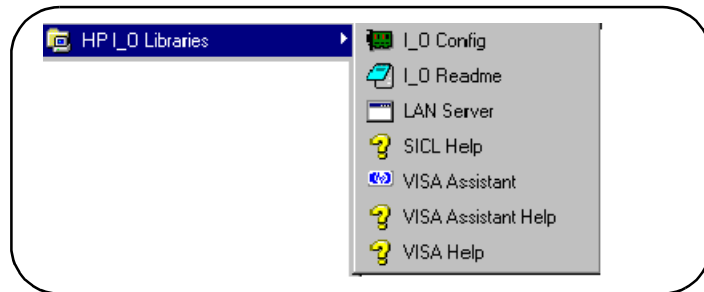 HP I_O Libraries
I_O Config
I_O Readme
LAN Server
SICL Help
VISA Assistant
VISA Assistant Help
VISA Help